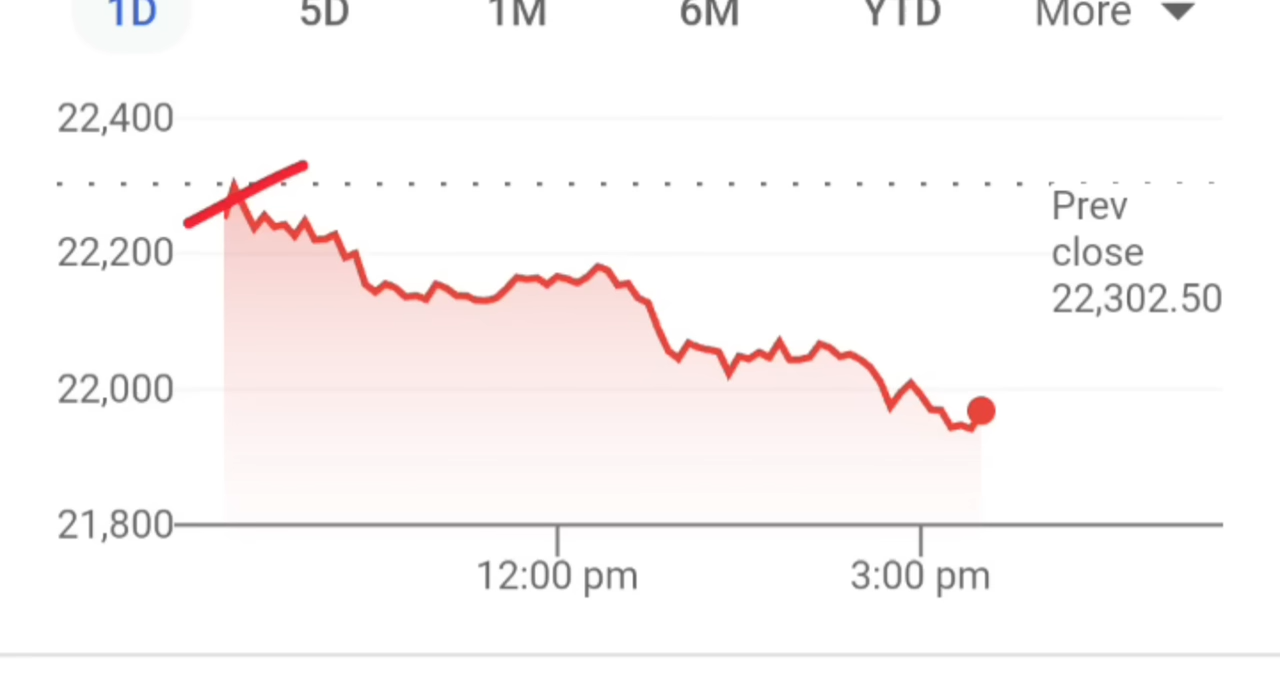 1D 5D 1M 6M YTD More
22,400
Prev
22,200
close
22,302.50
22,000
21,800
12:00 pm 3:00 pm